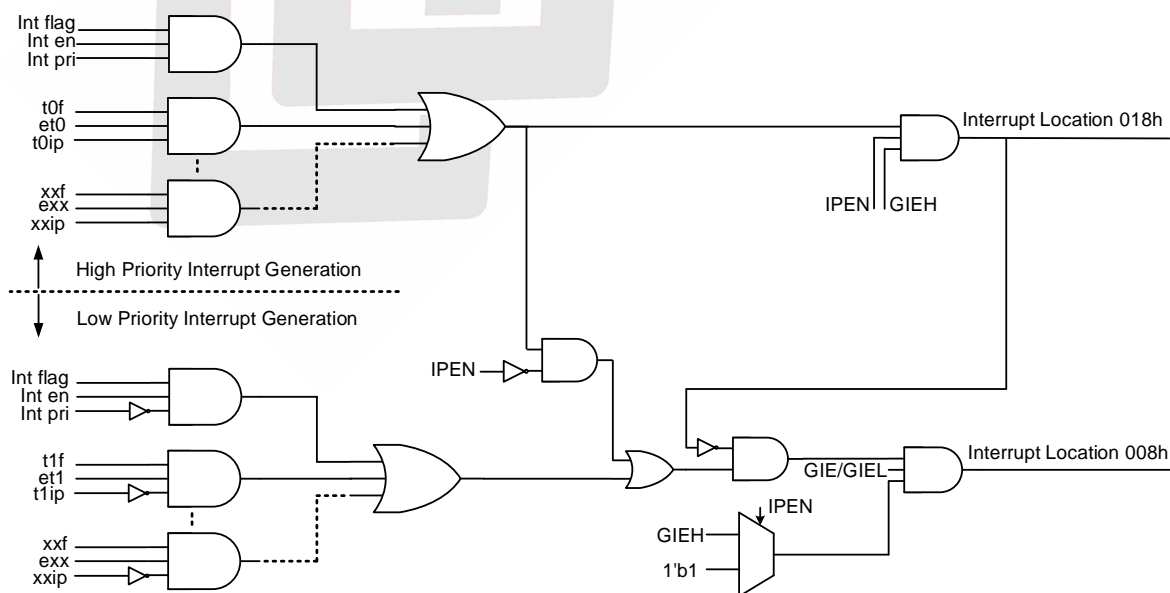 Int flag
Int en
Int pri
t0f
et0
t0ip
xxf
exx
xxip
Interrupt Location 018h
IPEN GIEH
High Priority Interrupt Generation
Low Priority Interrupt Generation
IPEN
Int flag
Int en
Int pri
t1f
et1
t1ip
xxf
exx
xxip
Interrupt Location 008h
GIE/GIEL
IPEN
GIEH
1'b1